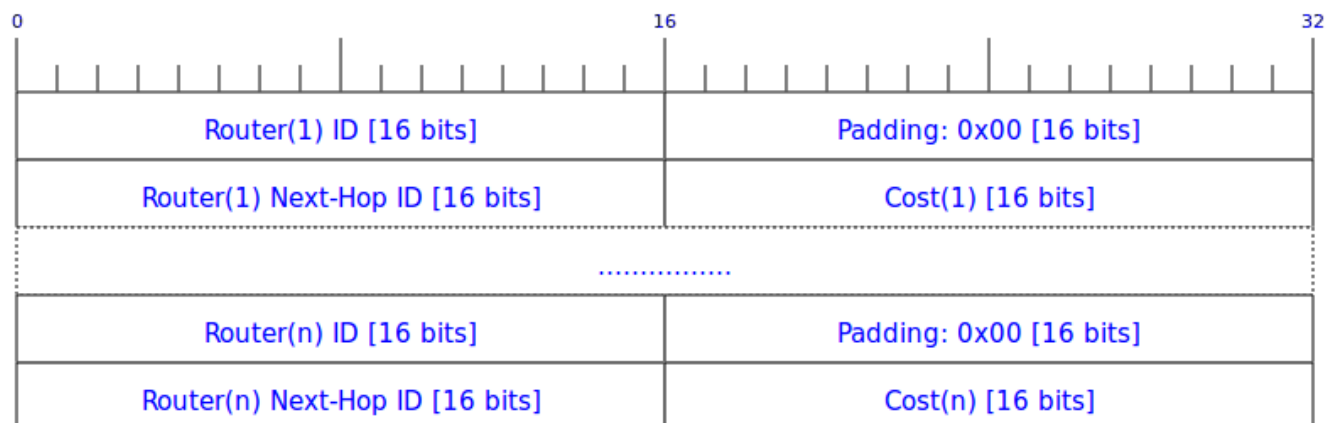 0 16 32
Router(1) ID [16 bits] Padding: 0x00 [16 bits]
Router(1) Next-Hop ID [16 bits] Cost(1) [16 bits]
................
Router(n) ID [16 bits] Padding: 0x00 [16 bits]
Router(n) Next-Hop ID [16 bits] Cost(n) [16 bits]